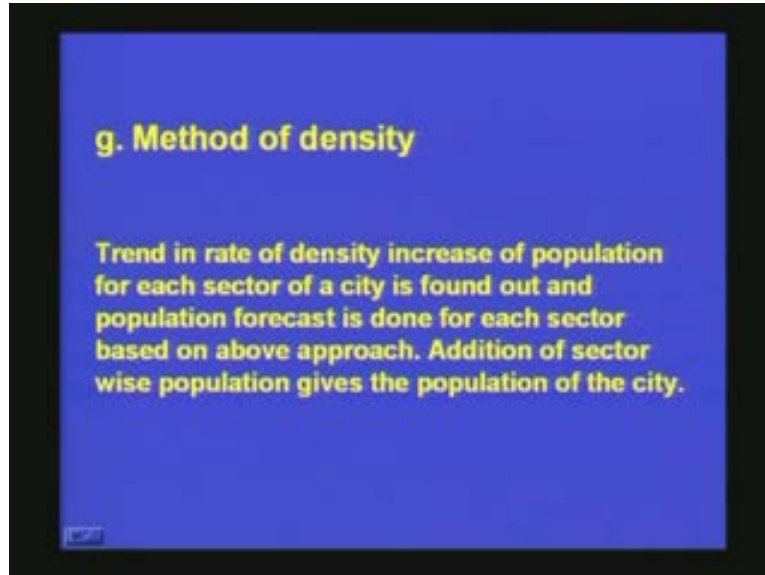 g. Method of density
Trend in rate of density increase of population
for each sector of a city is found out and
population forecast is done for each sector
based on above approach. Addition of sector
wise population gives the population of the city.